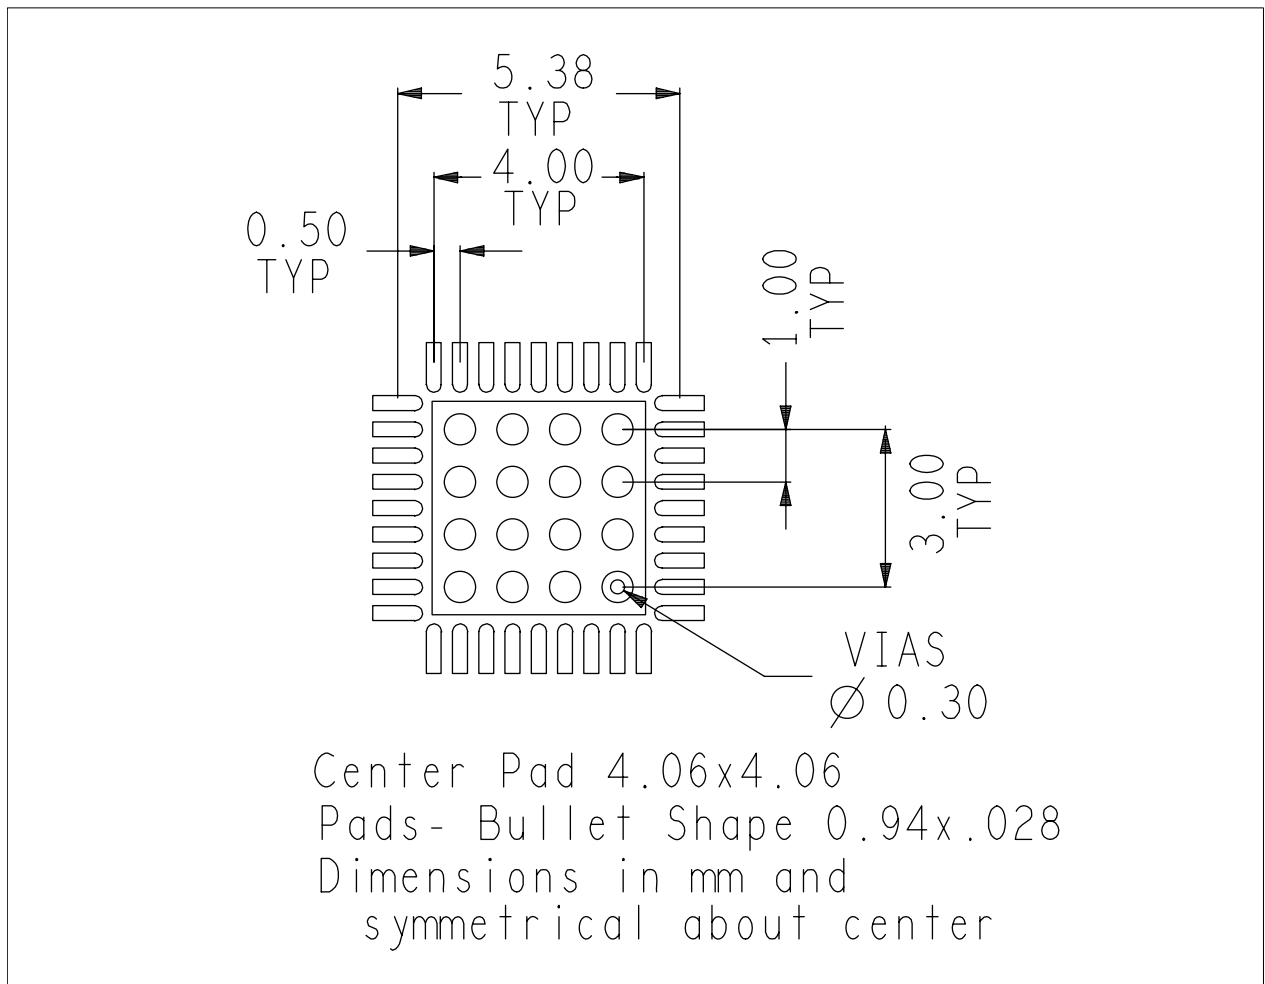 5.38
TYP
4.00
TYP
0.50
TYP
1.00
TYP
3.00
TYP
VIAS
Ø 0.30
Center Pad 4.06x4.06
Pads- Bullet Shape 0.94x.028
Dimensions in mm and
symmetrical about center